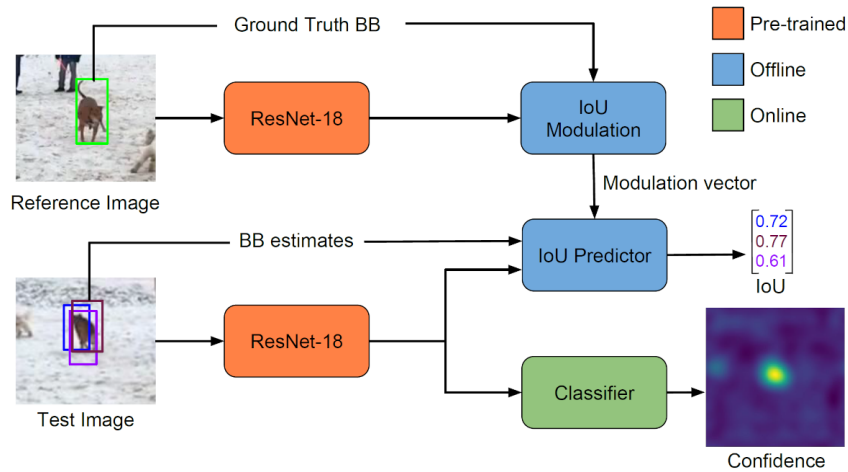 Ground Truth BB
Pre-trained
Offline
Online
ResNet-18
IoU
Modulation
Reference Image
Modulation vector
BB estimates
IoU Predictor
0.72
0.77
0.61
IoU
ResNet-18
Test Image
Classifier
Confidence